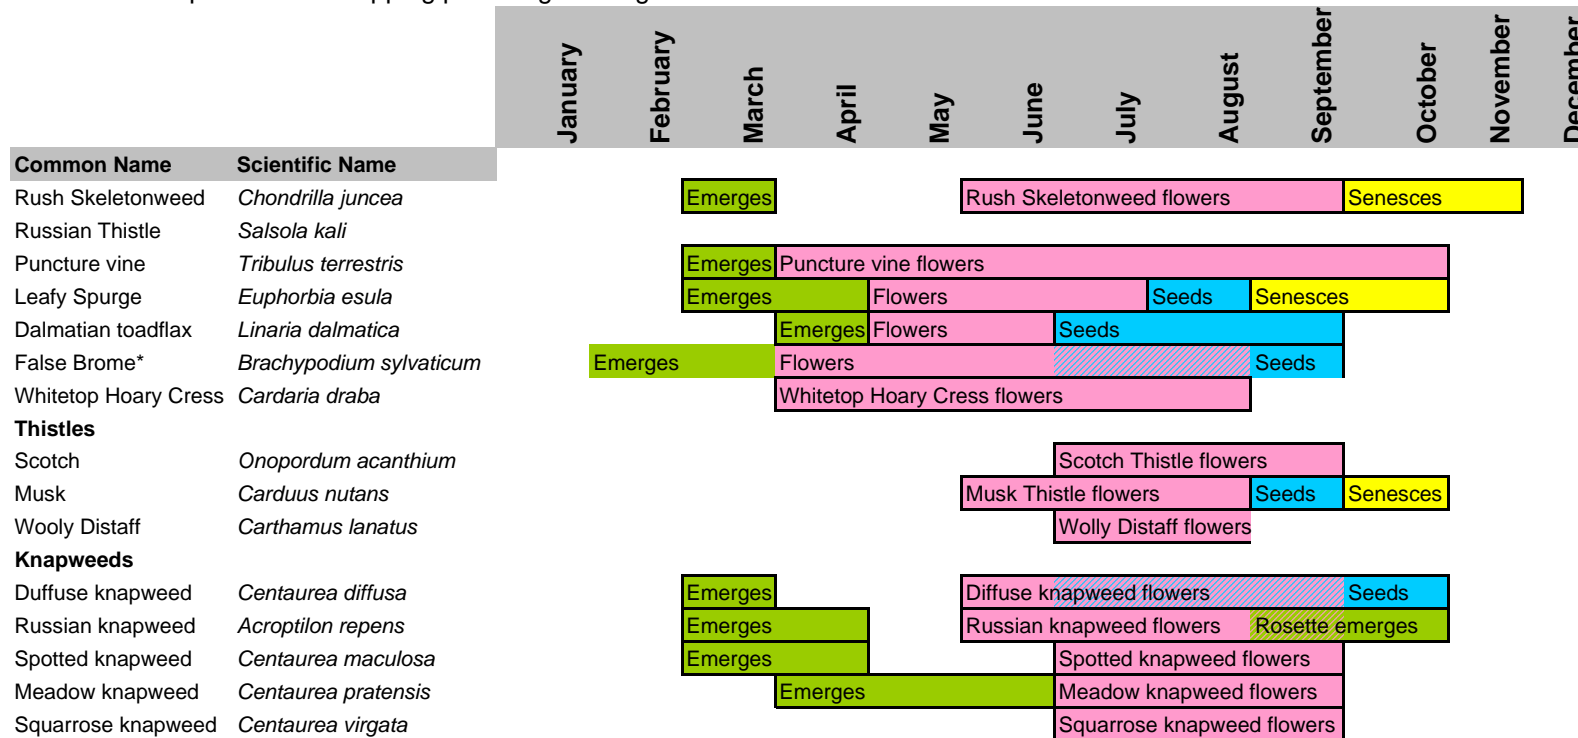 January February March April May June July August September October November December
Common Name Scientific Name
Rush Skeletonweed Chondrilla juncea Emerges Rush Skeletonweed flowers Senesces
Russian Thistle Salsola kali
Puncture vine Tribulus terrestris Emerges Puncture vine flowers
Leafy Spurge Euphorbia esula Emerges Flowers Seeds Senesces
Dalmatian toadflax Linaria dalmatica Emerges Flowers Seeds
False Brome* Brachypodium sylvaticum Emerges Flowers Seeds
Whitetop Hoary Cress Cardaria draba Whitetop Hoary Cress flowers
Thistles
Scotch Onopordum acanthium Scotch Thistle flowers
Musk Carduus nutans Musk Thistle flowers Seeds Senesces
Wooly Distaff Carthamus lanatus Wolly Distaff flowers
Knapweeds
Duffuse knapweed Centaurea diffusa Emerges Diffuse knapweed flowers Seeds
Russian knapweed Acroptilon repens Emerges Russian knapweed flowers Rosette emerges
Spotted knapweed Centaurea maculosa Emerges Spotted knapweed flowers
Meadow knapweed Centaurea pratensis Emerges Meadow knapweed flowers
Squarrose knapweed Centaurea virgata Squarrose knapweed flowers